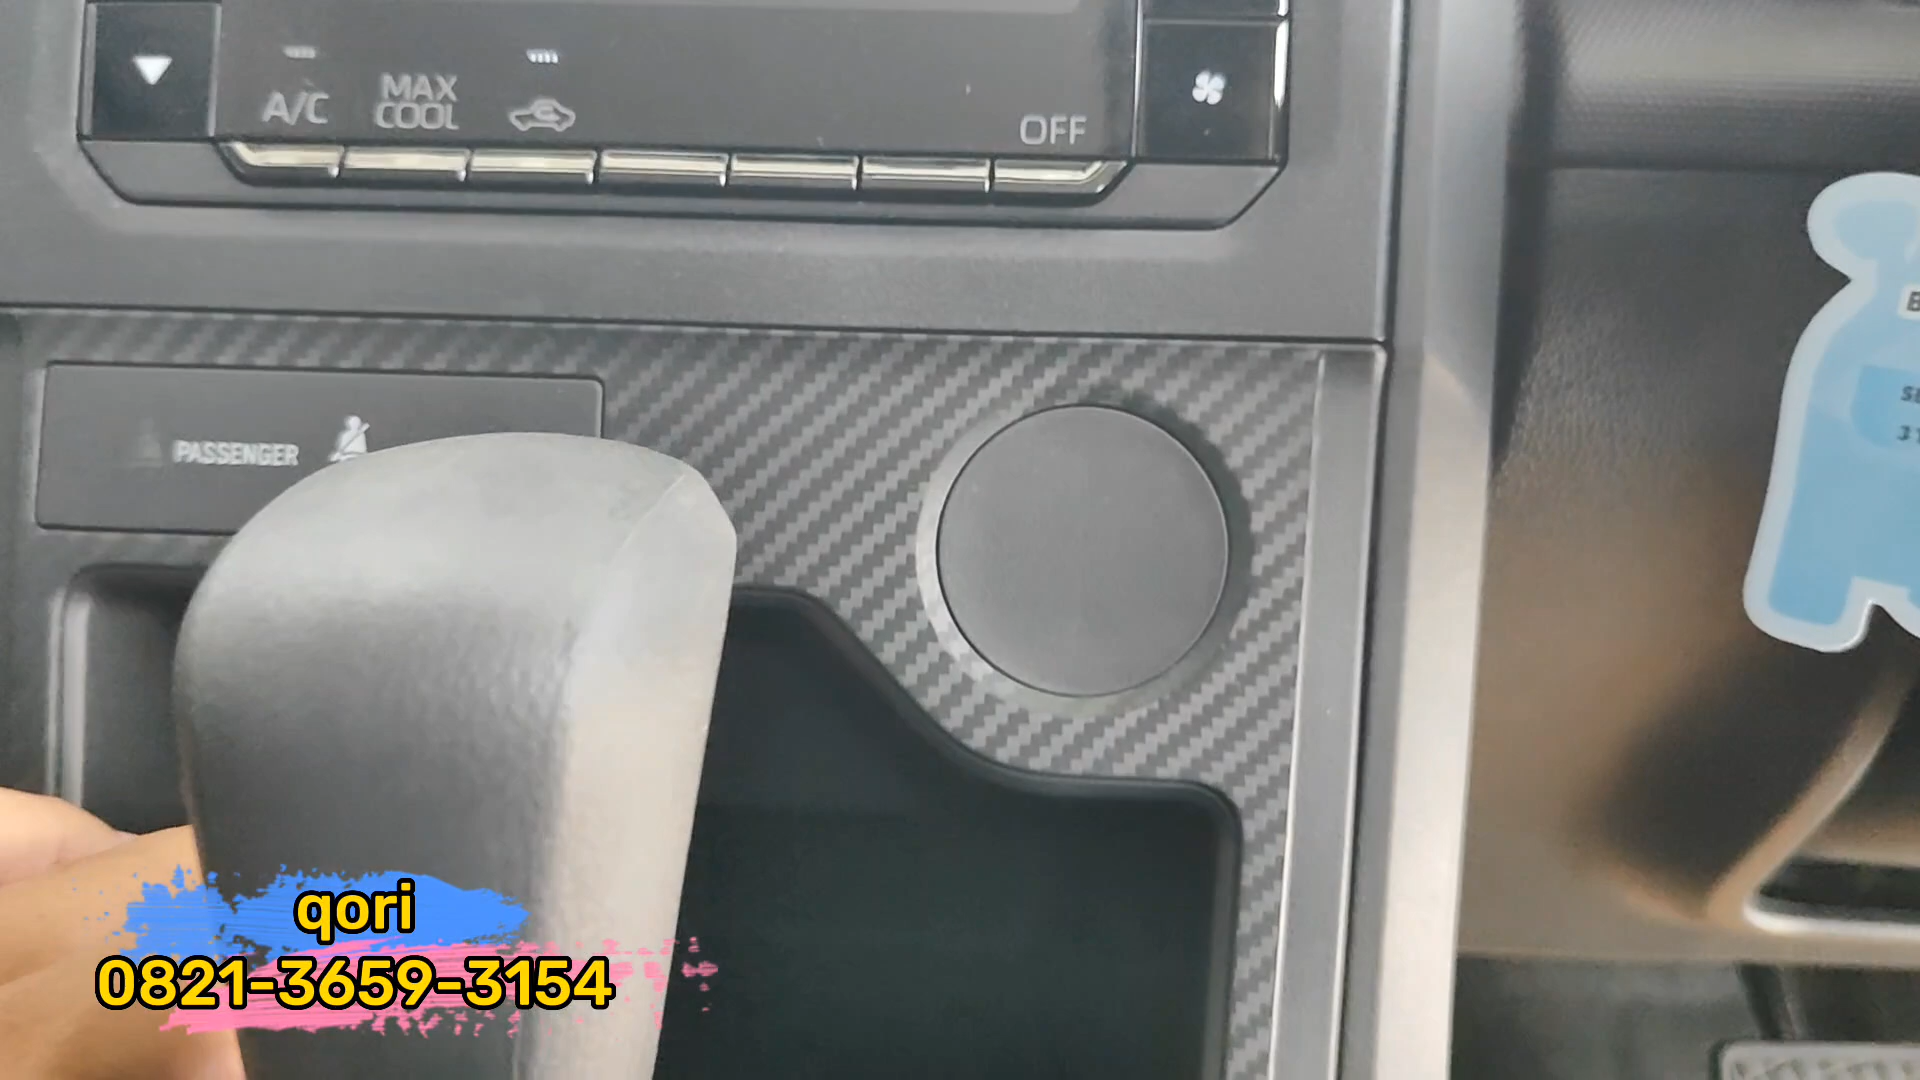 A/C
MAX
COOL
OFF
PASSENGER
qori
0821-3659-3154